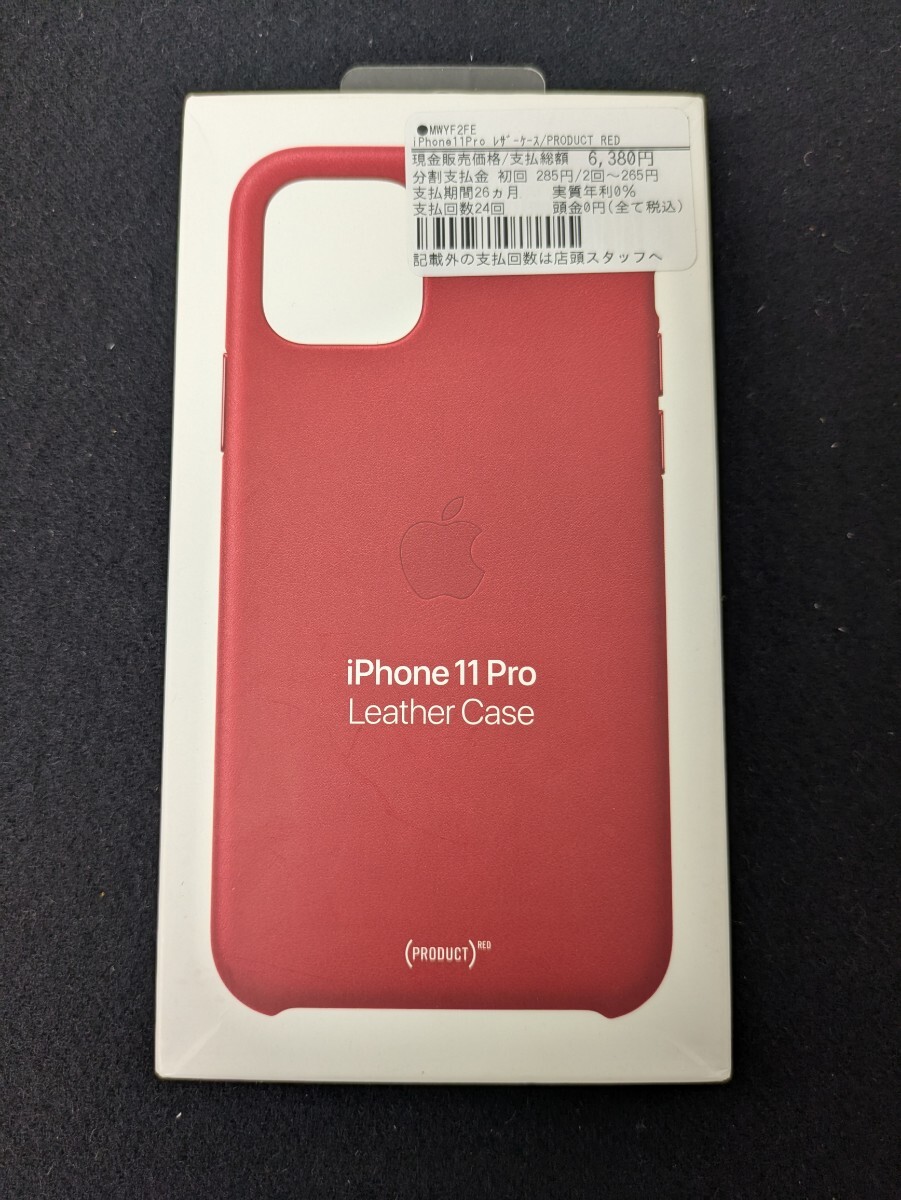 ●MWYF2FE
iPhone11Pro ﾚｻﾞｰｹｰｽ/PRODUCT RED
現金販売価格/支払総額 6,380円
分割支払金 初回 285円/2回～265円
支払期間26ヵ月 実質年利0%
支払回数24回 頭金0円(全て税込)
記載外の支払回数は店頭スタッフへ
iPhone 11 Pro
Leather Case
(PRODUCT)RED